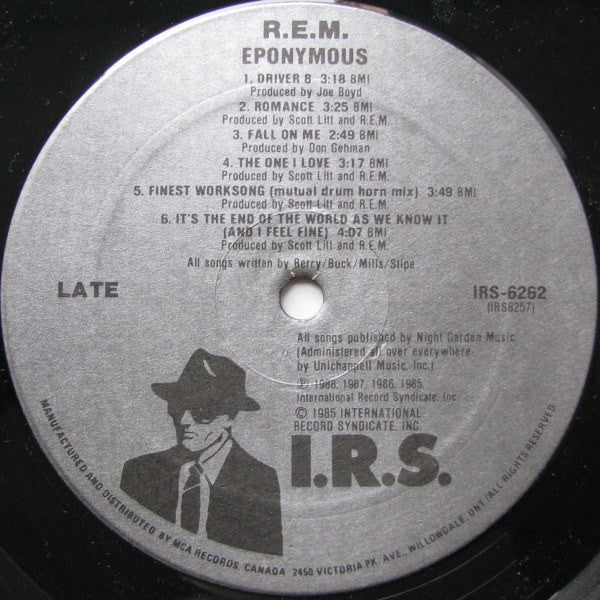 R.E.M.
EPONYMOUS
1. DRIVER 8 3:18 BMI
Produced by Joe Boyd
2. ROMANCE 3:25 BMI
Produced by Scott Litt and R.E.M.
3. FALL ON ME 2:49 BMI
Produced by Don Gehman
4. THE ONE I LOVE 3:17 BMI
Produced by Scott Litt and R.E.M.
5. FINEST WORKSONG (mutual drum horn mix) 3:49 BMI
Produced by Scott Litt and R.E.M.
6. IT'S THE END OF THE WORLD AS WE KNOW IT
(AND I FEEL FINE) 4:07 BMI
Produced by Scott Litt and R.E.M.
All songs written by Berry/Buck/Mills/Stipe
LATE
IRS-6262
(IRS6257)
All songs published by Night Garden Music
(Administered all over everywhere
by Unichappell Music, Inc.)
Ⓟ 1988, 1987, 1986, 1985,
International Record Syndicate, Inc.
© 1985 INTERNATIONAL
RECORD SYNDICATE, INC.
I.R.S.
MANUFACTURED AND DISTRIBUTED BY MCA RECORDS CANADA 2450 VICTORIA PK. AVE., WILLOWDALE, ONT./ALL RIGHTS RESERVED.